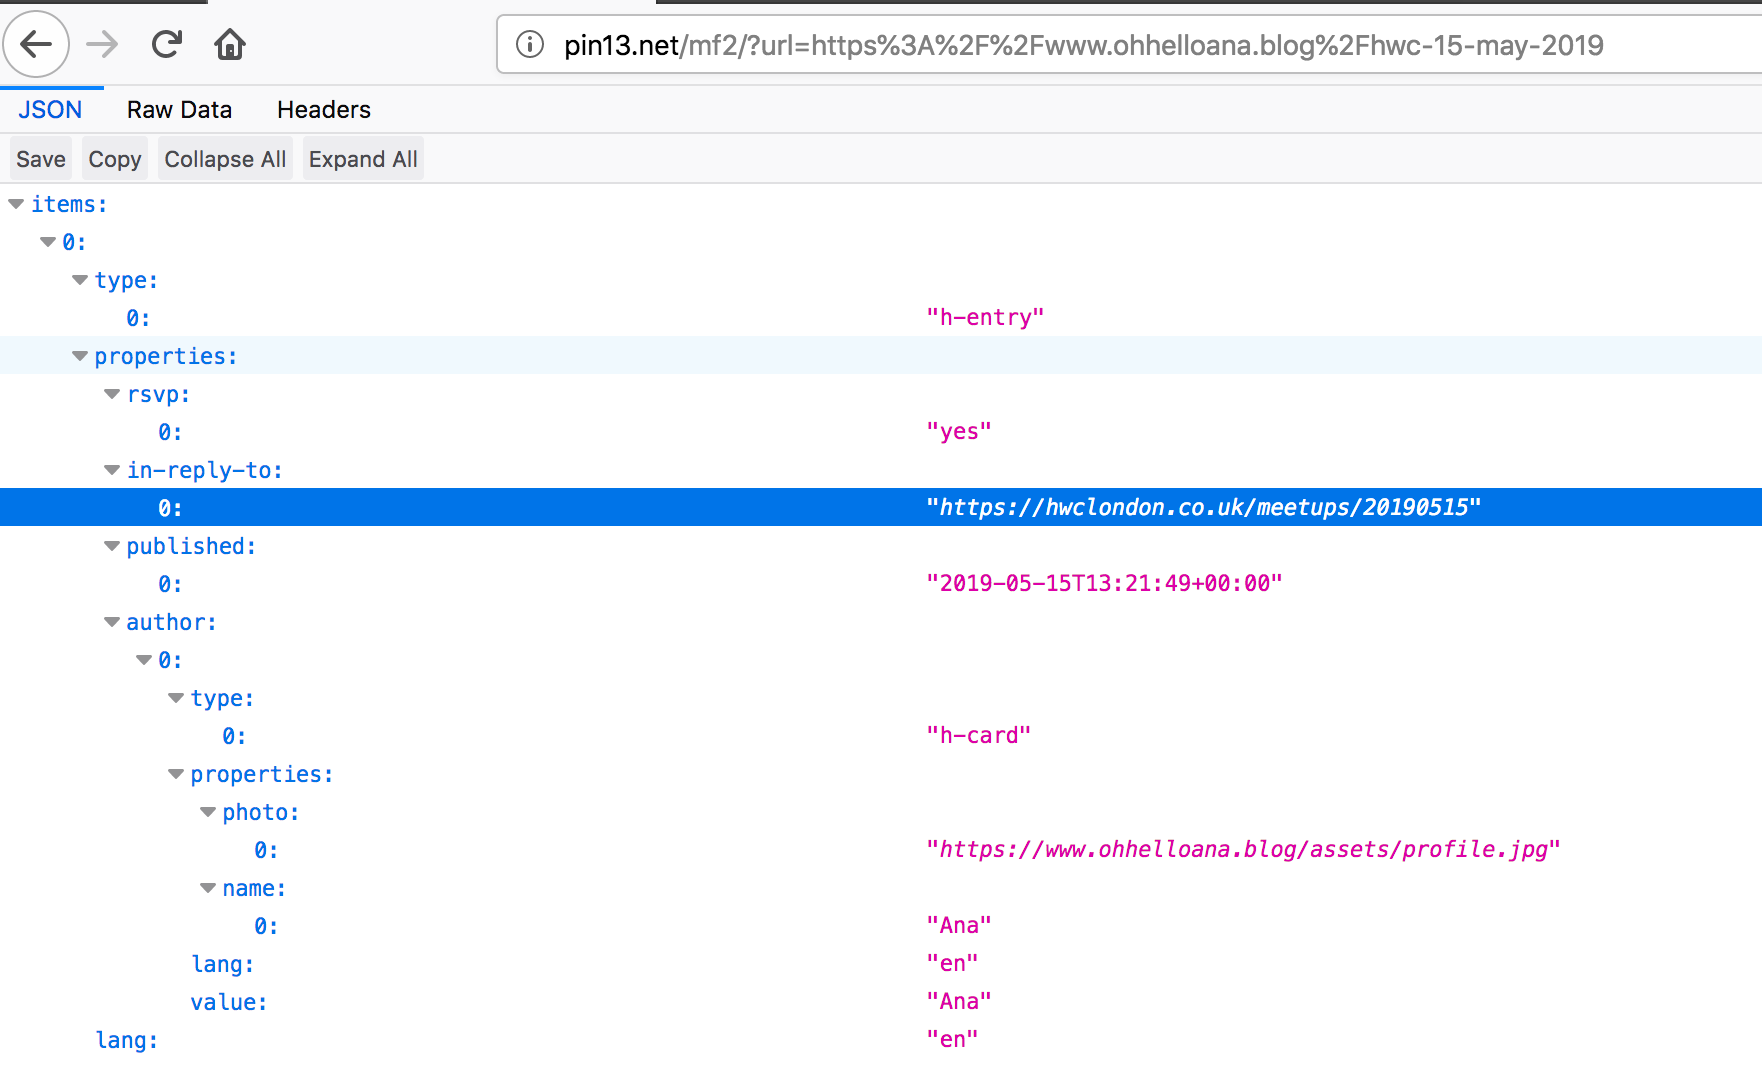 pin13.net/mf2/?url=https%3A%2F%2Fwww.ohhelloana.blog%2Fhwc-15-may-2019
JSON Raw Data Headers
Save Copy Collapse All Expand All
items:
0:
type:
0: "h-entry"
properties:
rsvp:
0: "yes"
in-reply-to:
0: "https://hwclondon.co.uk/meetups/20190515"
published:
0: "2019-05-15T13:21:49+00:00"
author:
0:
type:
0: "h-card"
properties:
photo:
0: "https://www.ohhelloana.blog/assets/profile.jpg"
name:
0: "Ana"
lang: "en"
value: "Ana"
lang: "en"